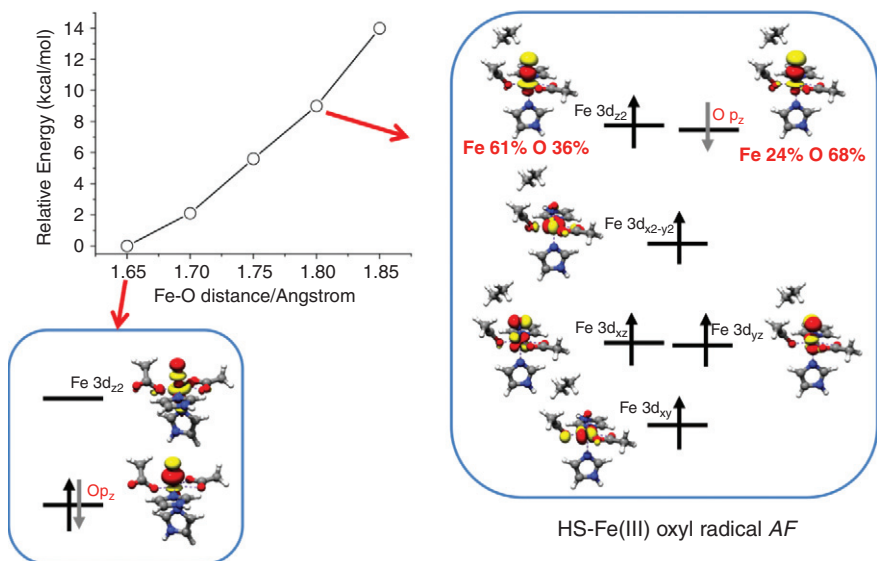 Relative Energy (kcal/mol)
14
12
10
8
6
4
2
0
1.65 1.70 1.75 1.80 1.85
Fe-O distance/Angstrom
Fe 3dz2
Opz
Fe 3dz2
O pz
Fe 61% O 36%
Fe 24% O 68%
Fe 3dx2-y2
Fe 3dxz
Fe 3dyz
Fe 3dxy
HS-Fe(III) oxyl radical AF